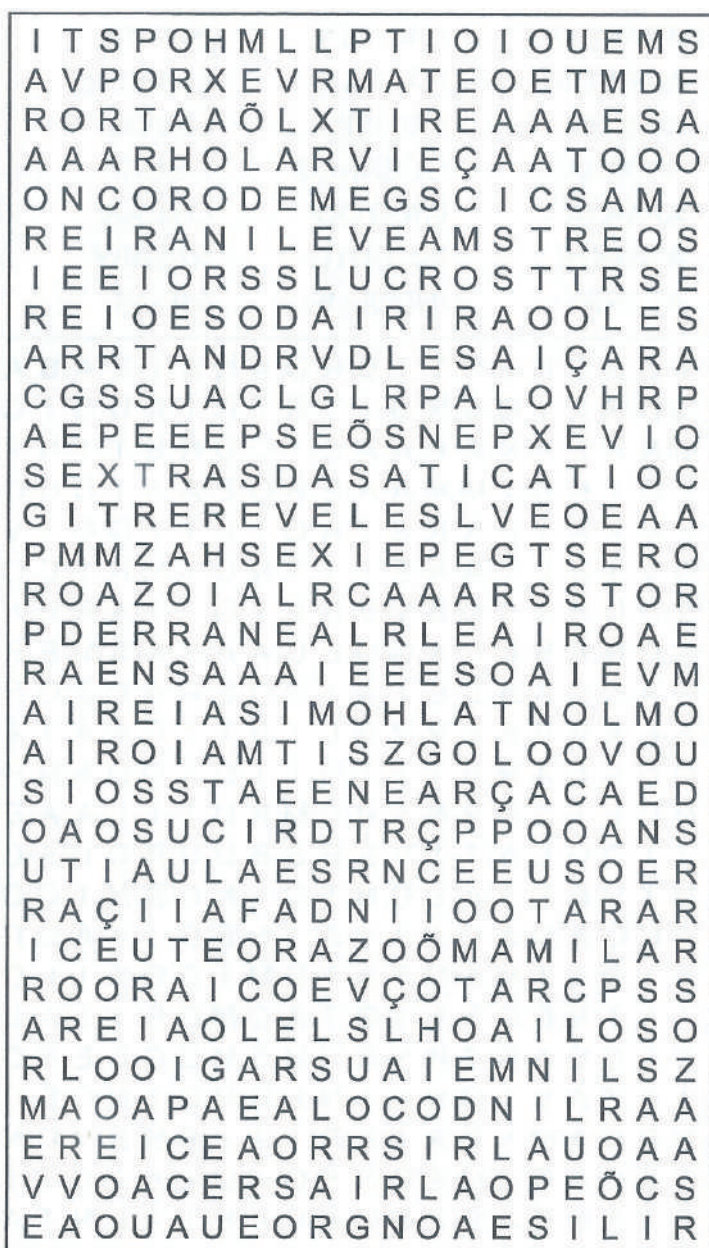 I T S P O H M L L P T I O I O U E M S
A V P O R X E V R M A T E O E T M D E
R O R T A A Õ L X T I R E A A A E S A
A A A R H O L A R V I E Ç A A T O O O
O N C O R O D E M E G S C I C S A M A
R E I R A N I L E V E A M S T R E O S
I E E I O R S S L U C R O S T T R S E
R E I O E S O D A I R I R A O O L E S
A R R T A N D R V D L E S A I Ç A R A
C G S S U A C L G L R P A L O V H R P
A E P E E E P S E Õ S N E P X E V I O
S E X T R A S D A S A T I C A T I O C
G I T R E R E V E L E S L V E O E A A
P M M Z A H S E X I E P E G T S E R O
R O A Z O I A L R C A A A R S S T O R
P D E R R A N E A L R L E A I R O A E
R A E N S A A A I E E E S O A I E V M
A I R E I A S I M O H L A T N O L M O
A I R O I A M T I S Z G O L O O V O U
S I O S S T A E E N E A R Ç A C A E D
O A O S U C I R D T R Ç P P O O A N S
U T I A U L A E S R N C E E U S O E R
R A Ç I I A F A D N I I O O T A R A R
I C E U T E O R A Z O Õ M A M I L A R
R O O R A I C O E V Ç O T A R C P S S
A R E I A O L E L S L H O A I L O S O
R L O O I G A R S U A I E M N I L S Z
M A O A P A E A L O C O D N I L R A A
E R E I C E A O R R S I R L A U O A A
V V O A C E R S A I R L A O P E Õ C S
E A O U A U E O R G N O A E S I L I R